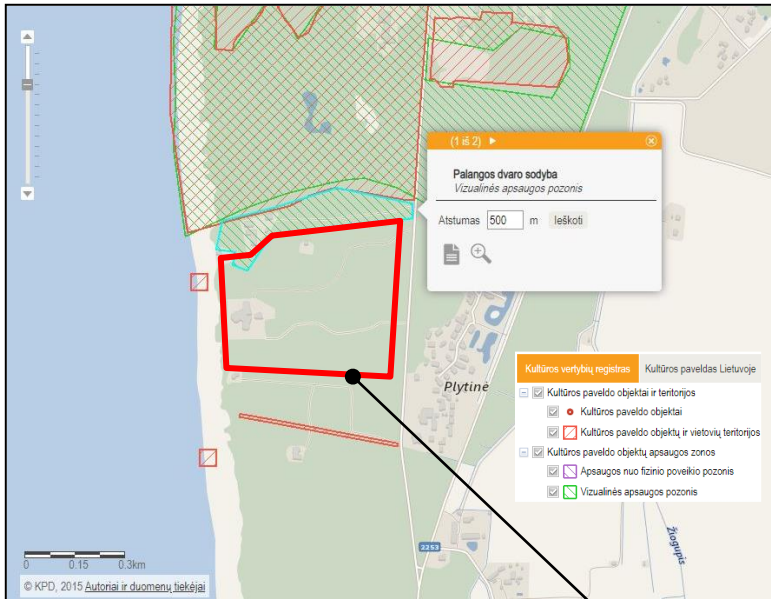 (1 iš 2)
Palangos dvaro sodyba
Vizualinės apsaugos pozonis
Atstumas 500 m Ieškoti
Plytinė
Kultūros vertybių registras Kultūros paveldas Lietuvoje
Kultūros paveldo objektai ir teritorijos
Kultūros paveldo objektai
Kultūros paveldo objektų ir vietovių teritorijos
Kultūros paveldo objektų apsaugos zonos
Apsaugos nuo fizinio poveikio pozonis
Vizualinės apsaugos pozonis
Žiogupis
2253
0 0.15 0.3km
© KPD, 2015 Autoriai ir duomenų tiekėjai